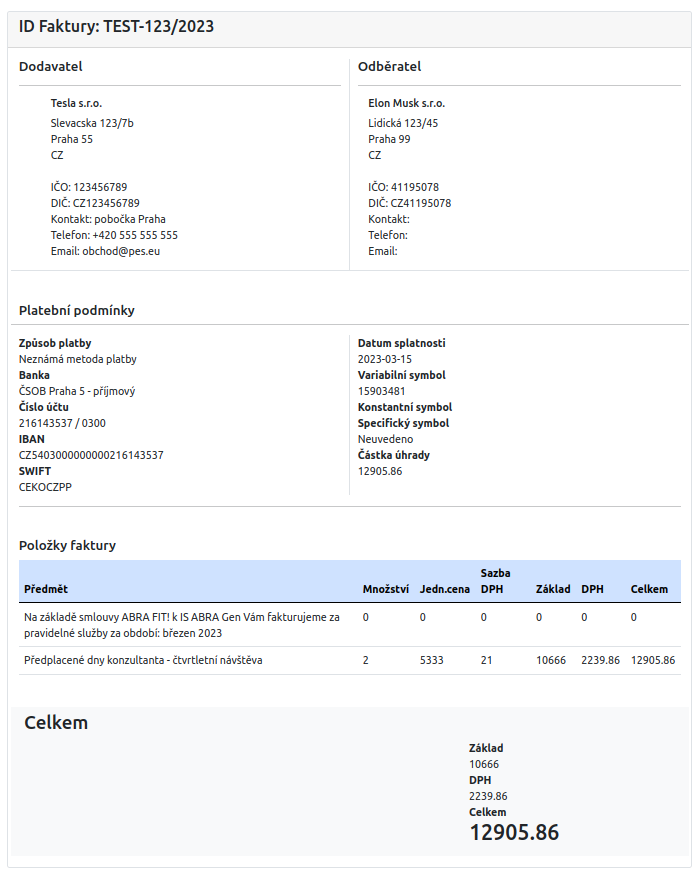 ID Faktury: TEST-123/2023
Dodavatel
Tesla s.r.o.
Slevacska 123/7b
Praha 55
CZ
IČO: 123456789
DIČ: CZ123456789
Kontakt: pobočka Praha
Telefon: +420 555 555 555
Email: obchod@pes.eu
Odběratel
Elon Musk s.r.o.
Lidická 123/45
Praha 99
CZ
IČO: 41195078
DIČ: CZ41195078
Kontakt:
Telefon:
Email:
Platební podmínky
Způsob platby
Neznámá metoda platby
Banka
ČSOB Praha 5 - příjmový
Číslo účtu
216143537 / 0300
IBAN
CZ5403000000000216143537
SWIFT
CEKOCZPP
Datum splatnosti
2023-03-15
Variabilní symbol
15903481
Konstantní symbol
Specifický symbol
Neuvedeno
Částka úhrady
12905.86
Položky faktury
Předmět Množství Jedn.cena Sazba DPH Základ DPH Celkem
Na základě smlouvy ABRA FIT! k IS ABRA Gen Vám fakturujeme za 0 0 0 0 0 0
pravidelné služby za období: březen 2023
Předplacené dny konzultanta - čtvrtletní návštěva 2 5333 21 10666 2239.86 12905.86
Celkem
Základ
10666
DPH
2239.86
Celkem
12905.86